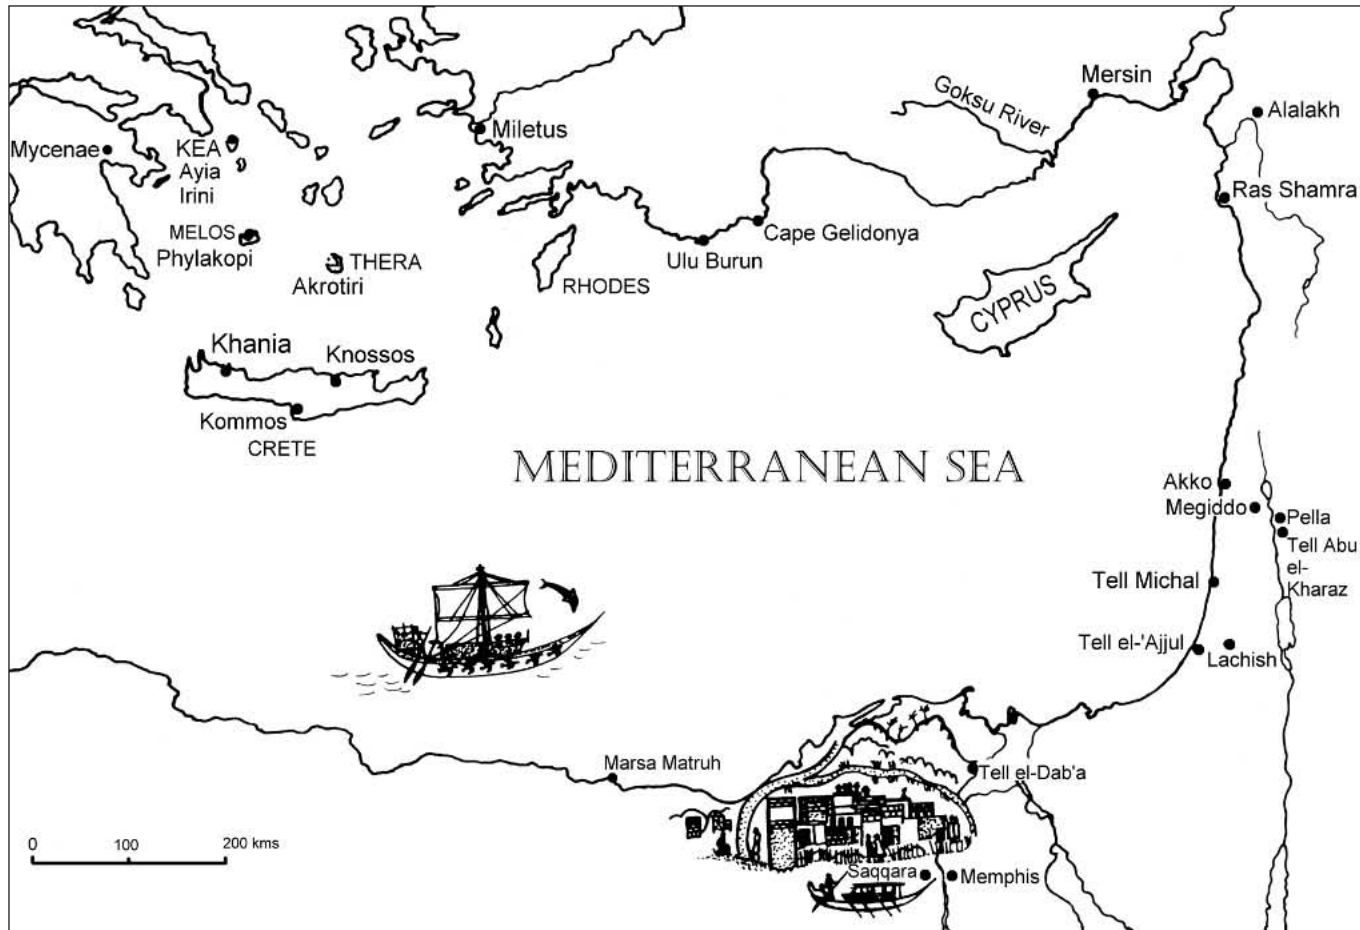 Mersin
Goksu River
Alalakh
Miletus
Mycenae
KEA
Ayia
Irini
Ras Shamra
MELOS
Phylakopi
Cape Gelidonya
Ulu Burun
THERA
Akrotiri
RHODES
CYPRUS
Khania
Knossos
Kommos
CRETE
MEDITERRANEAN SEA
Akko
Megiddo
Pella
Tell Abu
el-
Kharaz
Tell Michal
Tell el-'Ajjul
Lachish
Marsa Matruh
Tell el-Dab'a
0 100 200 kms
Saqqara
Memphis